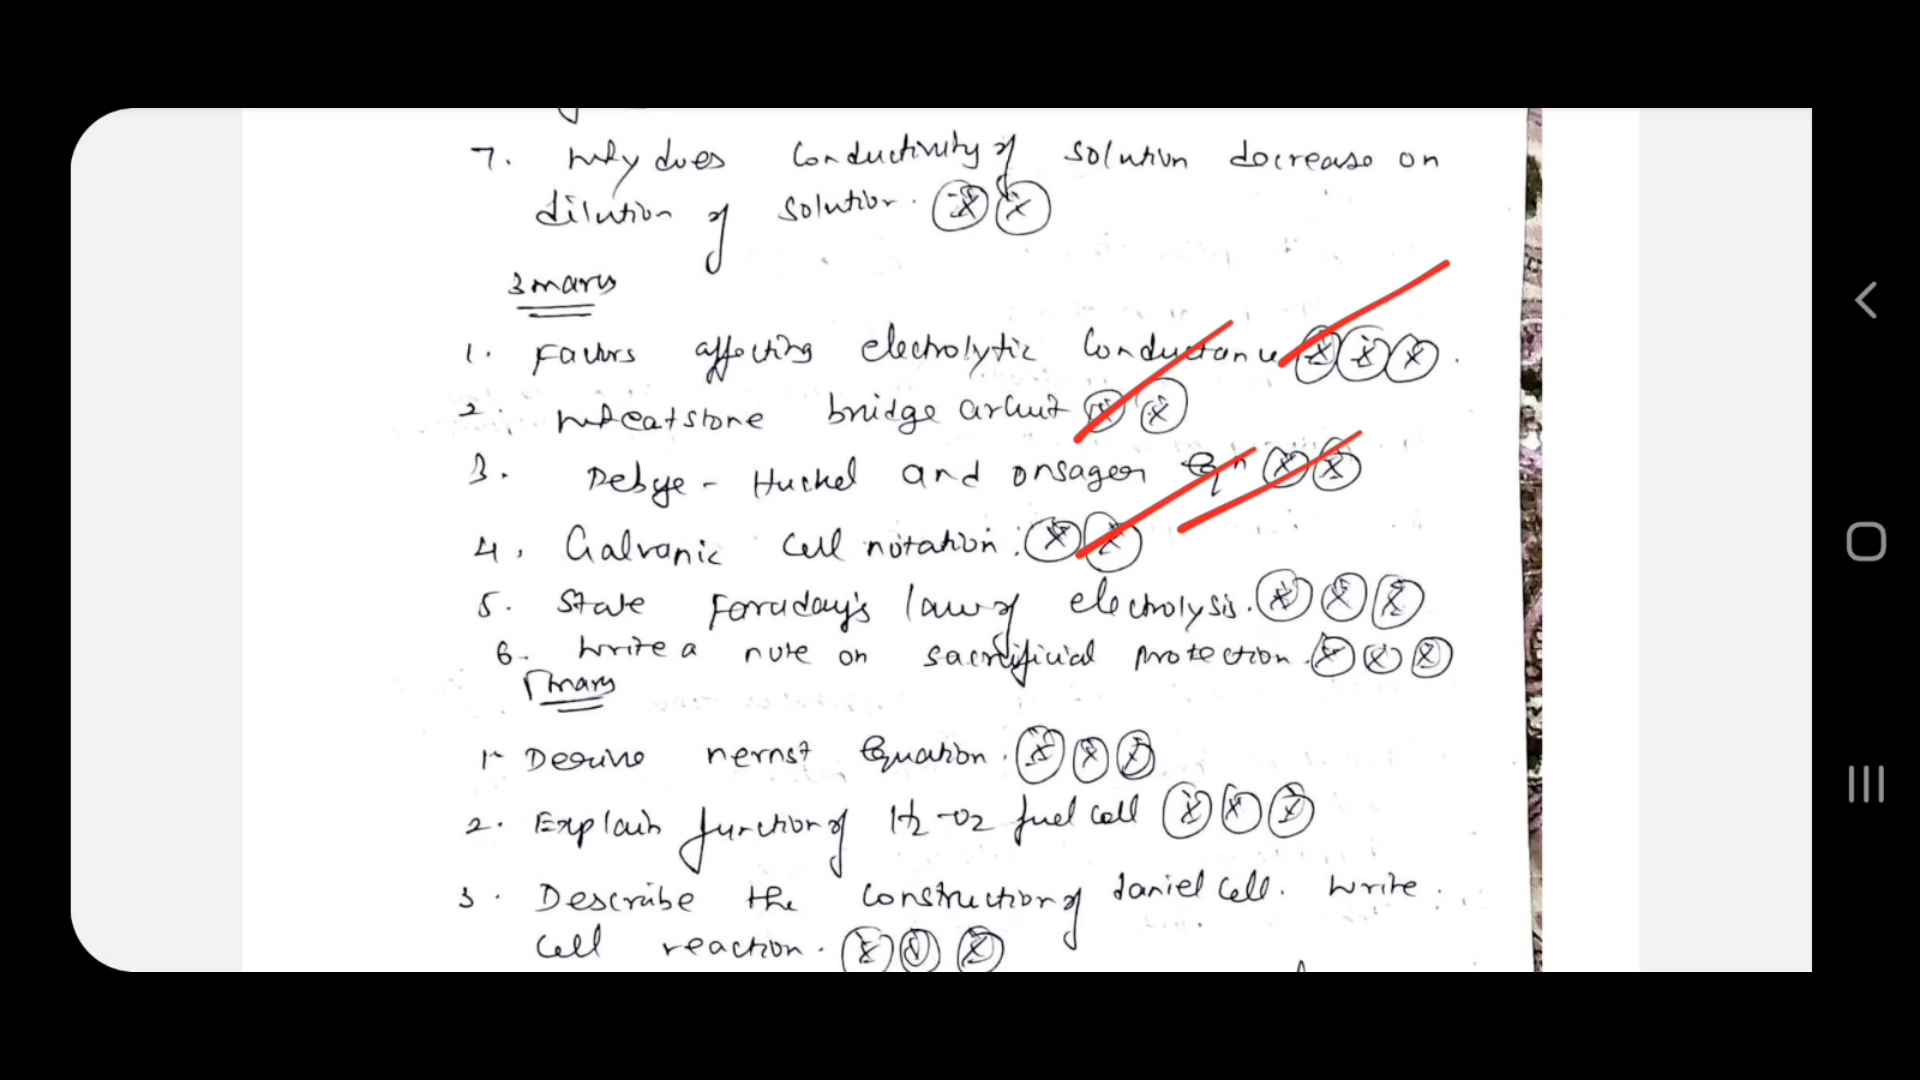 7. Why does conductivity of solution decrease on
dilution of solution.
3 mark
1. Factors affecting electrolytic conductance
2. Wheatstone bridge circuit
3. Debye - Huckel and onsager Eqn
4. Galvanic cell notation.
5. State Faraday's law of electrolysis.
6. Write a note on sacrificial protection.
5 mark
1. Derive nernst Equation.
2. Explain function of H2-O2 fuel cell
3. Describe the construction of daniel cell. Write
cell reaction.